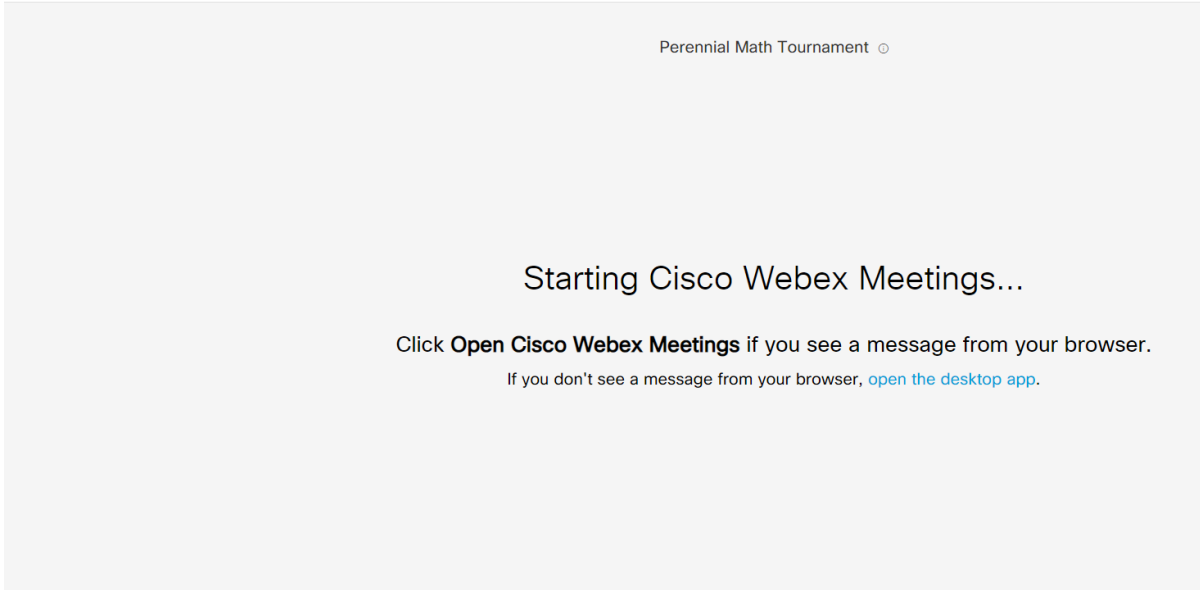 Perennial Math Tournament
Starting Cisco Webex Meetings...
Click Open Cisco Webex Meetings if you see a message from your browser.
If you don't see a message from your browser, open the desktop app.